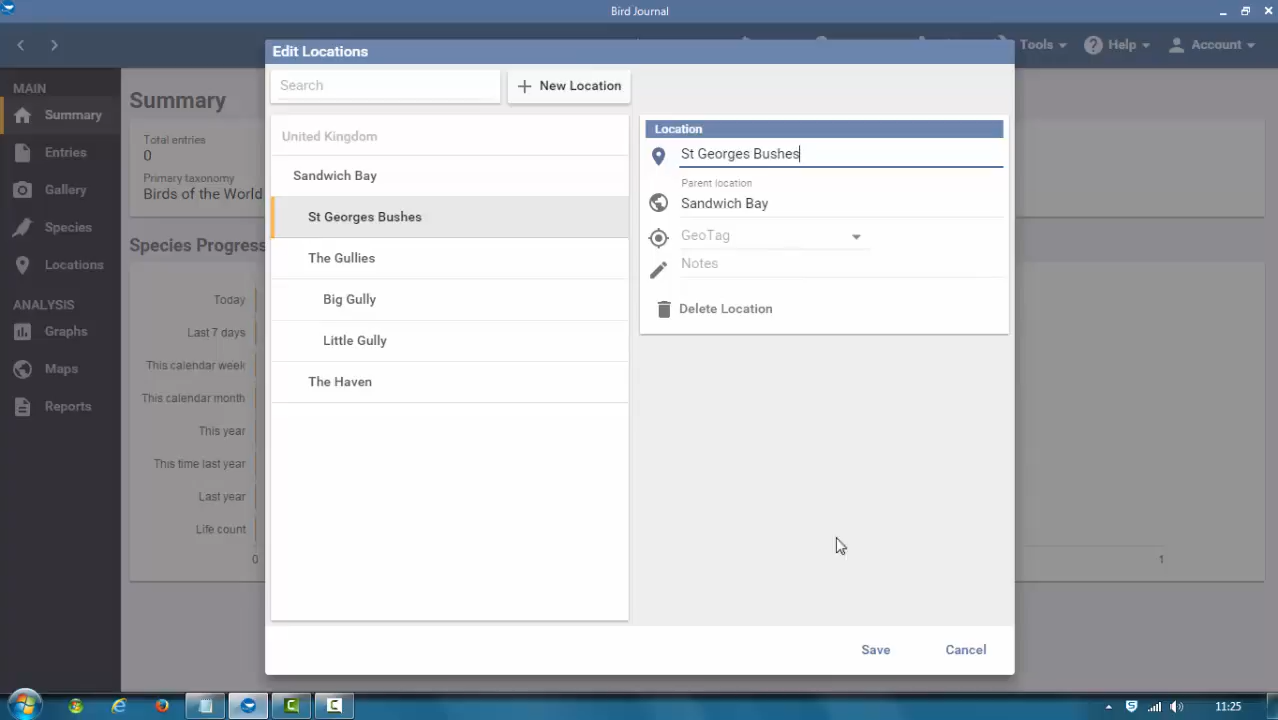 Bird Journal
Tools
Help
Account
Edit Locations
MAIN
Summary
Entries
Gallery
Species
Locations
ANALYSIS
Graphs
Maps
Reports
Summary
Total entries
0
Primary taxonomy
Birds of the World
Species Progress
Today
Last 7 days
This calendar week
This calendar month
This year
This time last year
Last year
Life count
0
1
Search
New Location
United Kingdom
Sandwich Bay
St Georges Bushes
The Gullies
Big Gully
Little Gully
The Haven
Location
St Georges Bushes
Parent location
Sandwich Bay
GeoTag
Notes
Delete Location
Save
Cancel
11:25